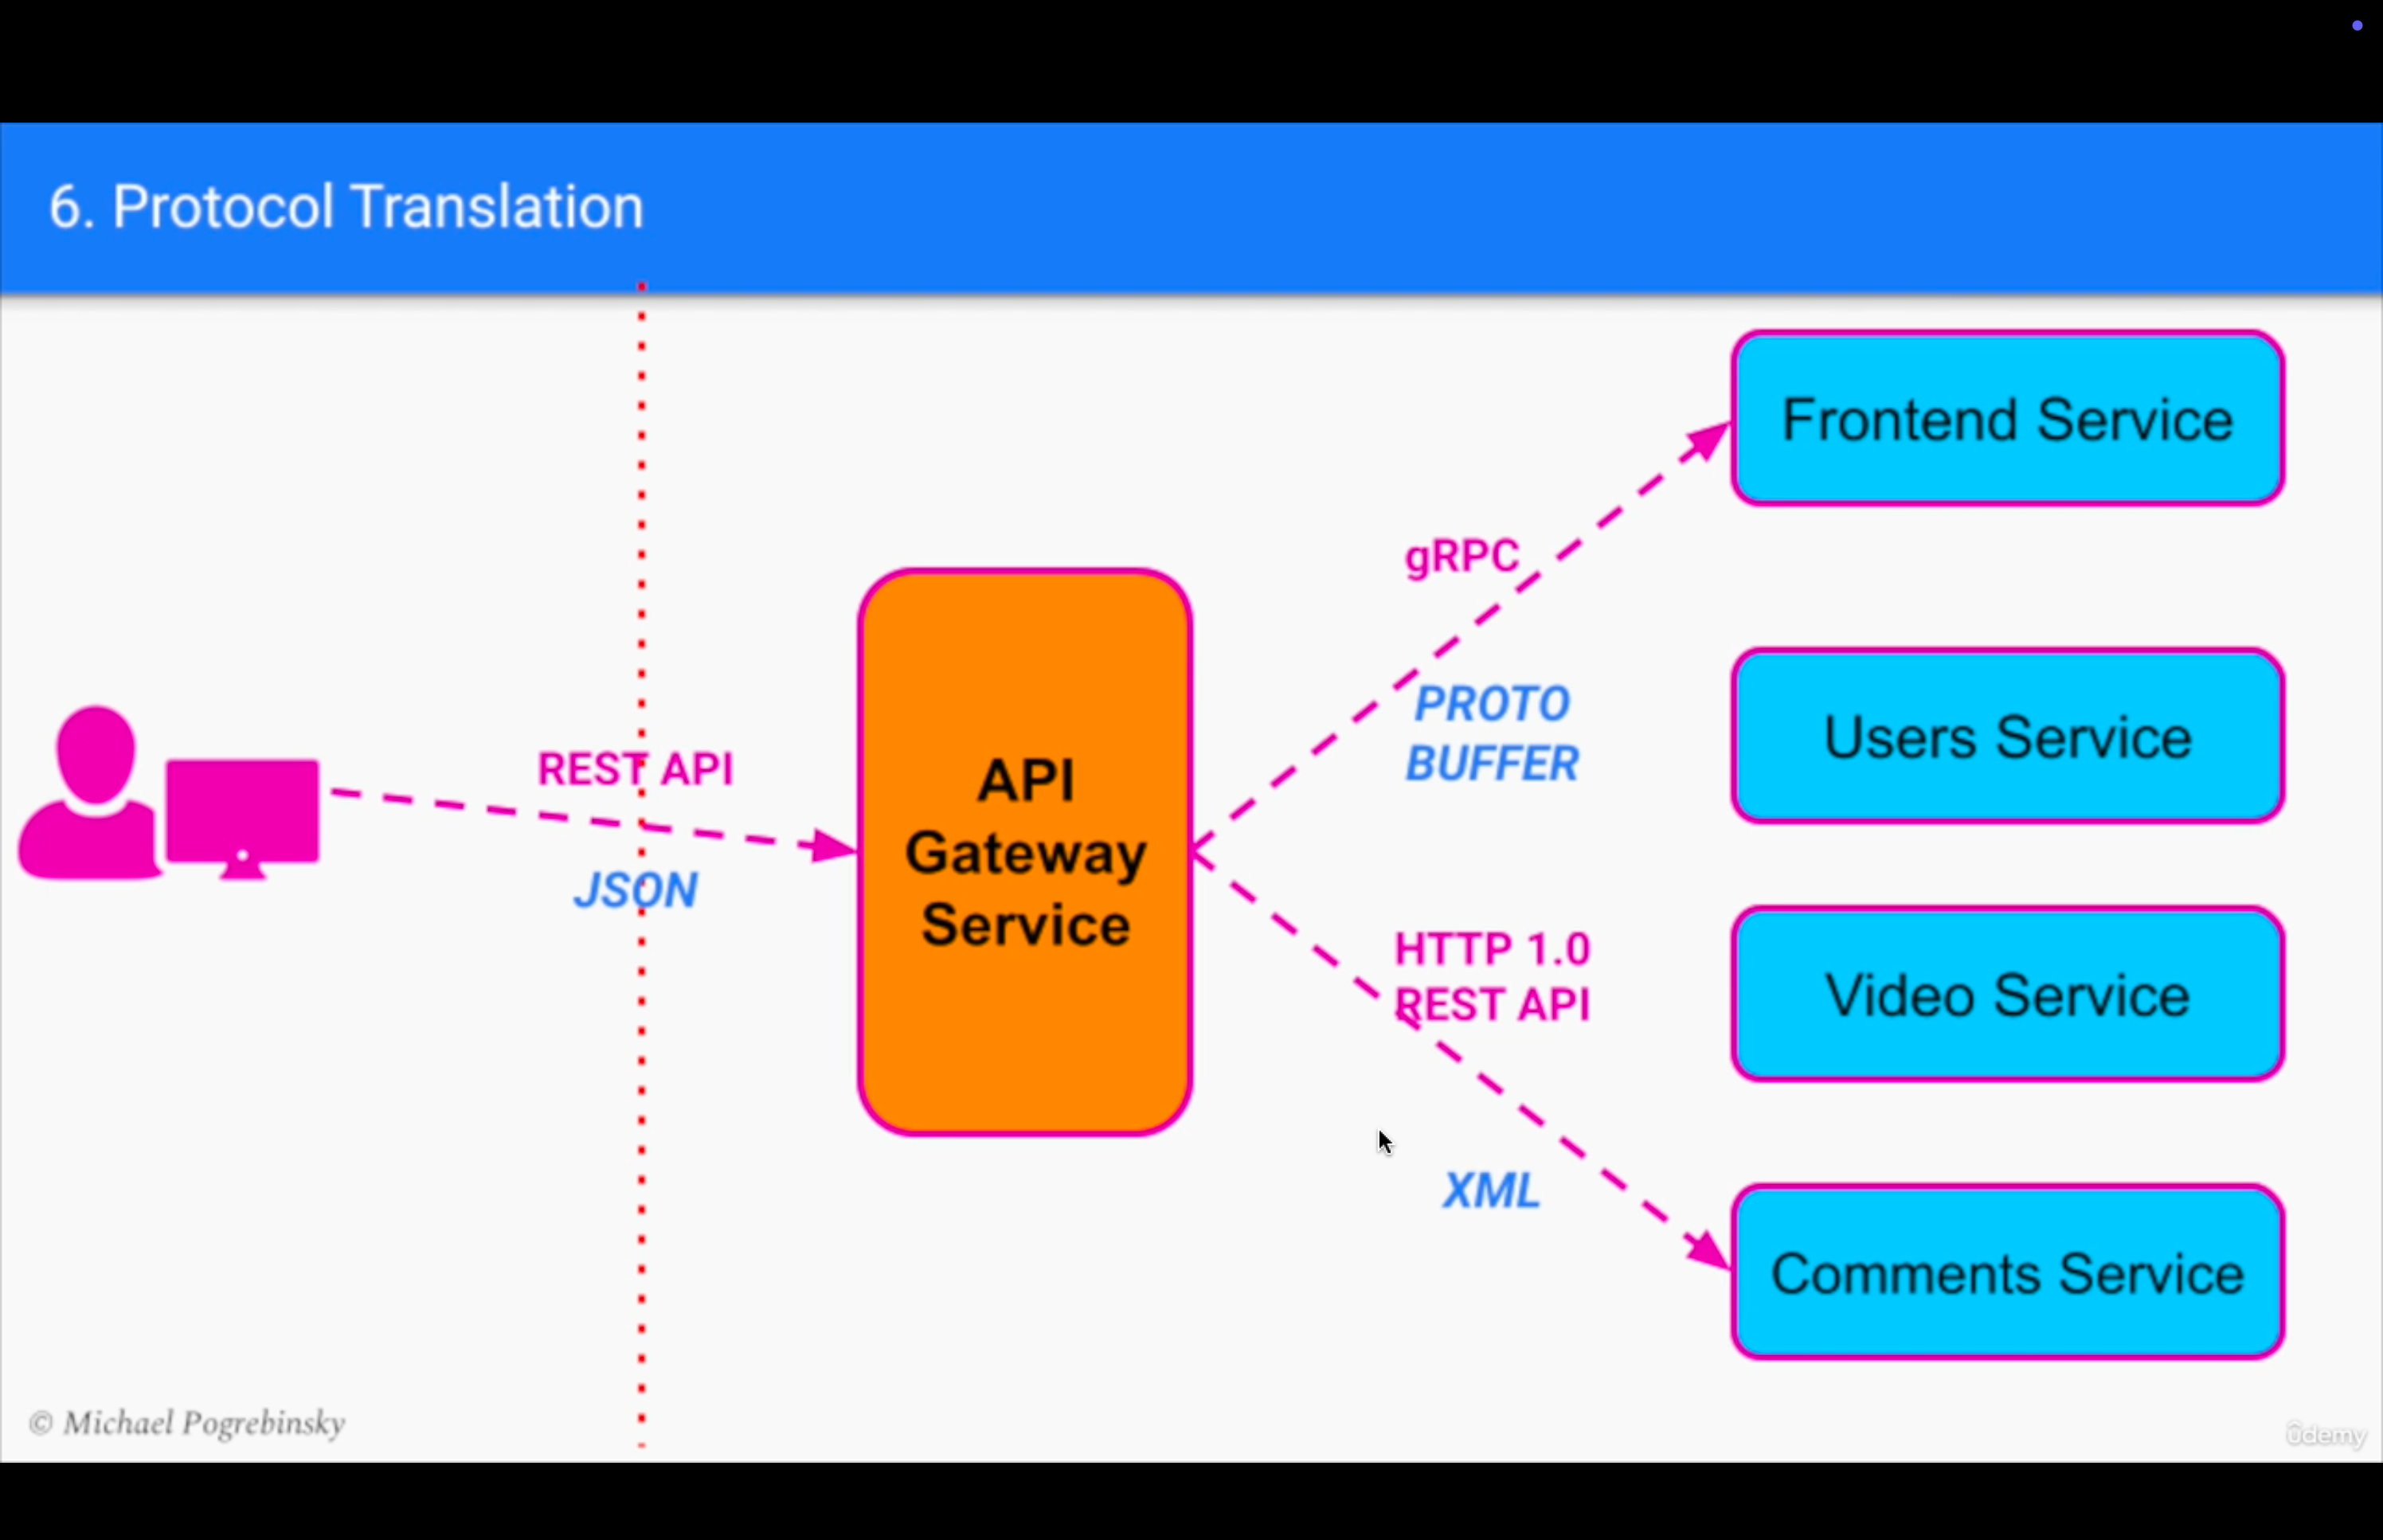 6. Protocol Translation
Frontend Service
gRPC
PROTO
BUFFER
Users Service
REST API
JSON
API
Gateway
Service
HTTP 1.0
REST API
Video Service
XML
Comments Service
© Michael Pogrebinsky
ûdemy